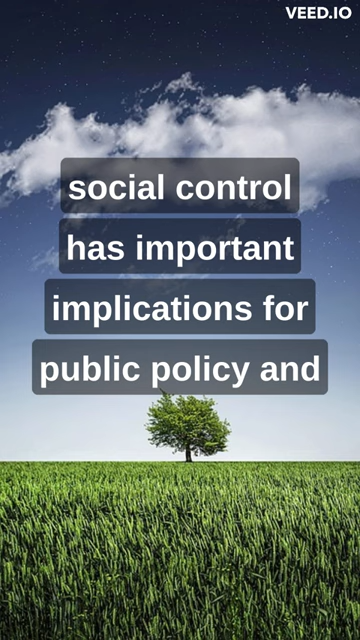 VEED.IO
social control
has important
implications for
public policy and